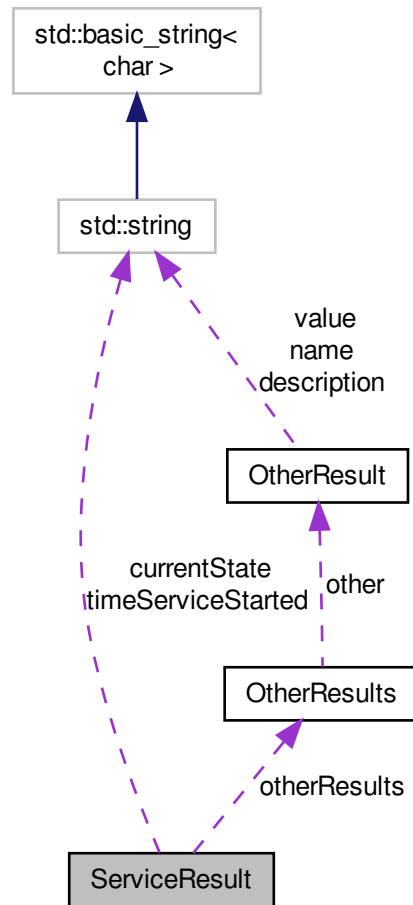 std::basic_string<
char >
std::string
value
name
description
OtherResult
currentState
timeServiceStarted
other
OtherResults
otherResults
ServiceResult